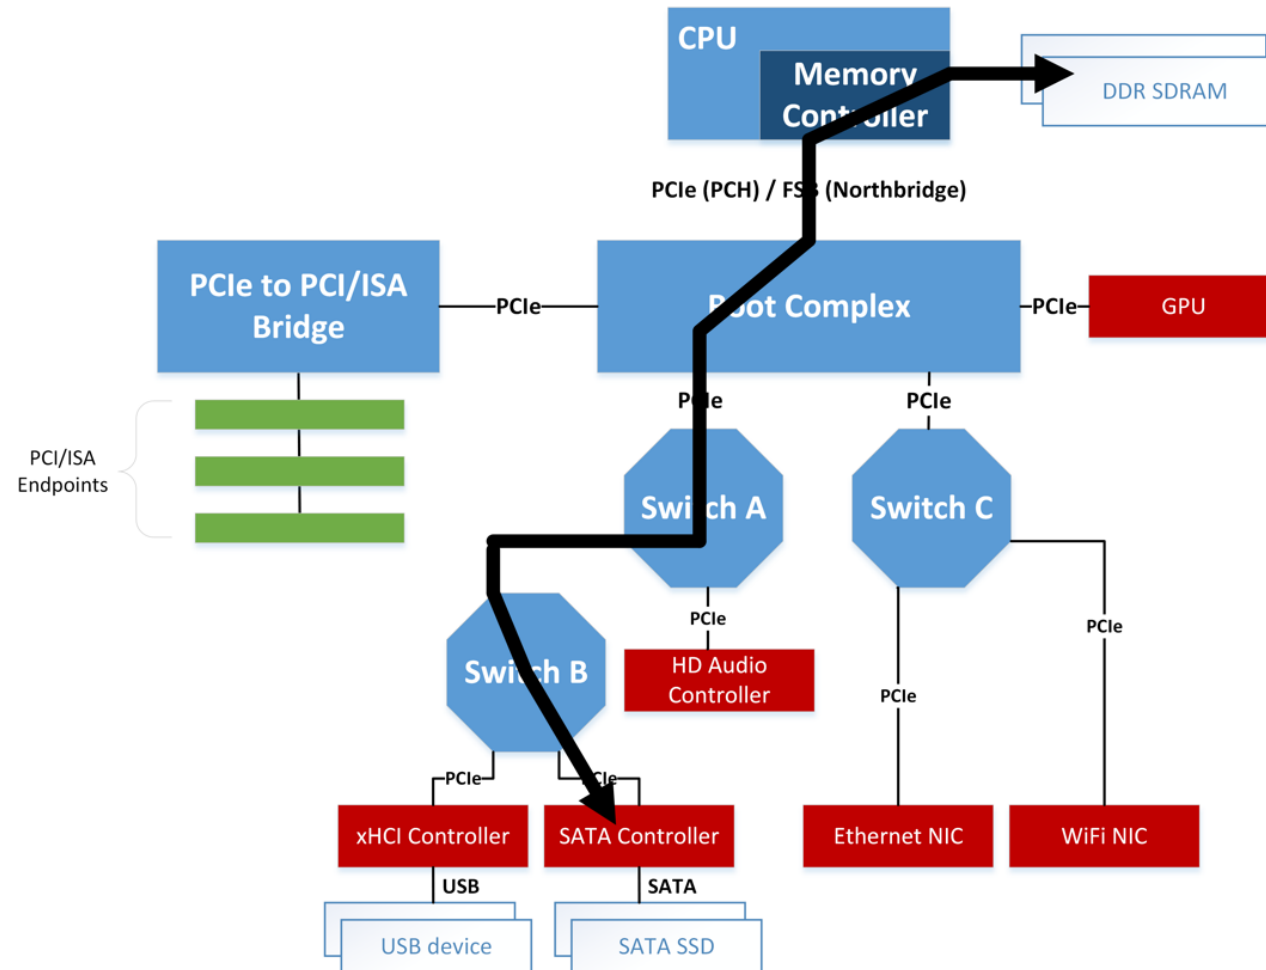 CPU
Memory
Controller
DDR SDRAM
PCIe (PCH) / FSB (Northbridge)
PCIe to PCI/ISA
Bridge
PCIe
Root Complex
PCIe
GPU
PCIe
PCIe
PCI/ISA
Endpoints
Switch A
Switch C
PCIe
PCIe
HD Audio
Controller
Switch B
PCIe
PCIe
PCIe
xHCI Controller
SATA Controller
Ethernet NIC
WiFi NIC
USB
SATA
USB device
SATA SSD